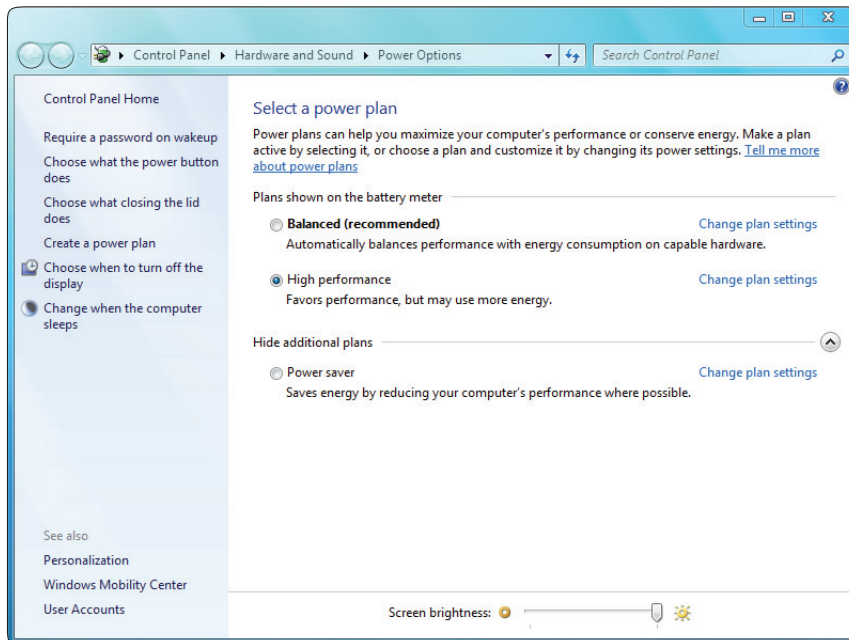 Control Panel Hardware and Sound Power Options Search Control Panel
Control Panel Home
Require a password on wakeup
Choose what the power button
does
Choose what closing the lid
does
Create a power plan
Choose when to turn off the
display
Change when the computer
sleeps
See also
Personalization
Windows Mobility Center
User Accounts
Select a power plan
Power plans can help you maximize your computer's performance or conserve energy. Make a plan
active by selecting it, or choose a plan and customize it by changing its power settings. Tell me more
about power plans
Plans shown on the battery meter
Balanced (recommended) Change plan settings
Automatically balances performance with energy consumption on capable hardware.
High performance Change plan settings
Favors performance, but may use more energy.
Hide additional plans
Power saver Change plan settings
Saves energy by reducing your computer's performance where possible.
Screen brightness: